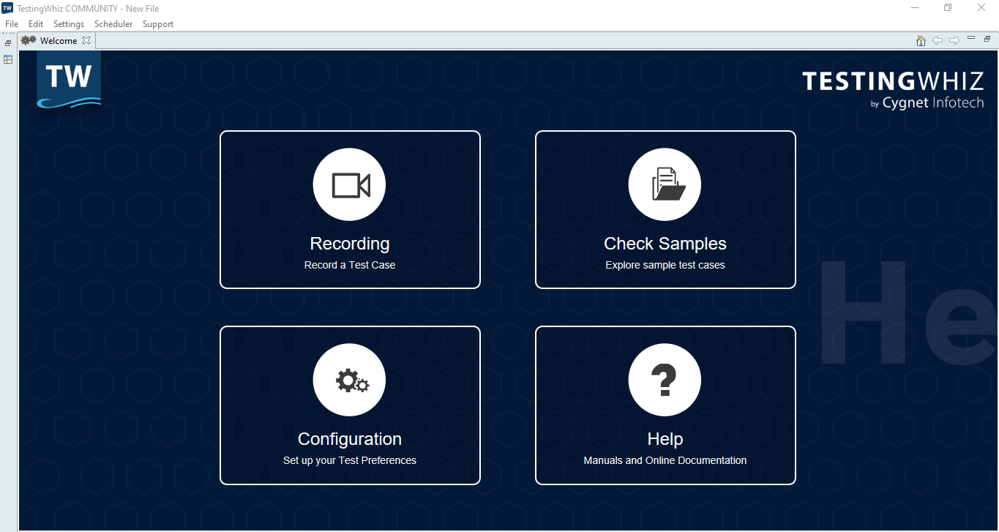 TW TestingWhiz COMMUNITY - New File
File Edit Settings Scheduler Support
Welcome
TW
TESTINGWHIZ
by Cygnet Infotech
Recording
Record a Test Case
Check Samples
Explore sample test cases
He
Configuration
Set up your Test Preferences
?
Help
Manuals and Online Documentation